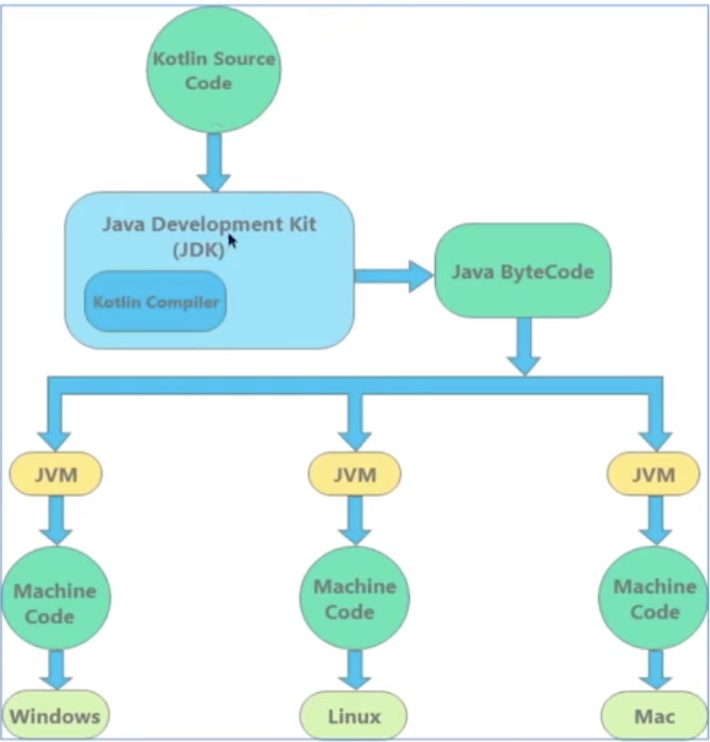 Kotlin Source
Code
Java Development Kit
(JDK)
Kotlin Compiler
Java ByteCode
JVM
JVM
JVM
Machine
Code
Machine
Code
Machine
Code
Windows
Linux
Mac